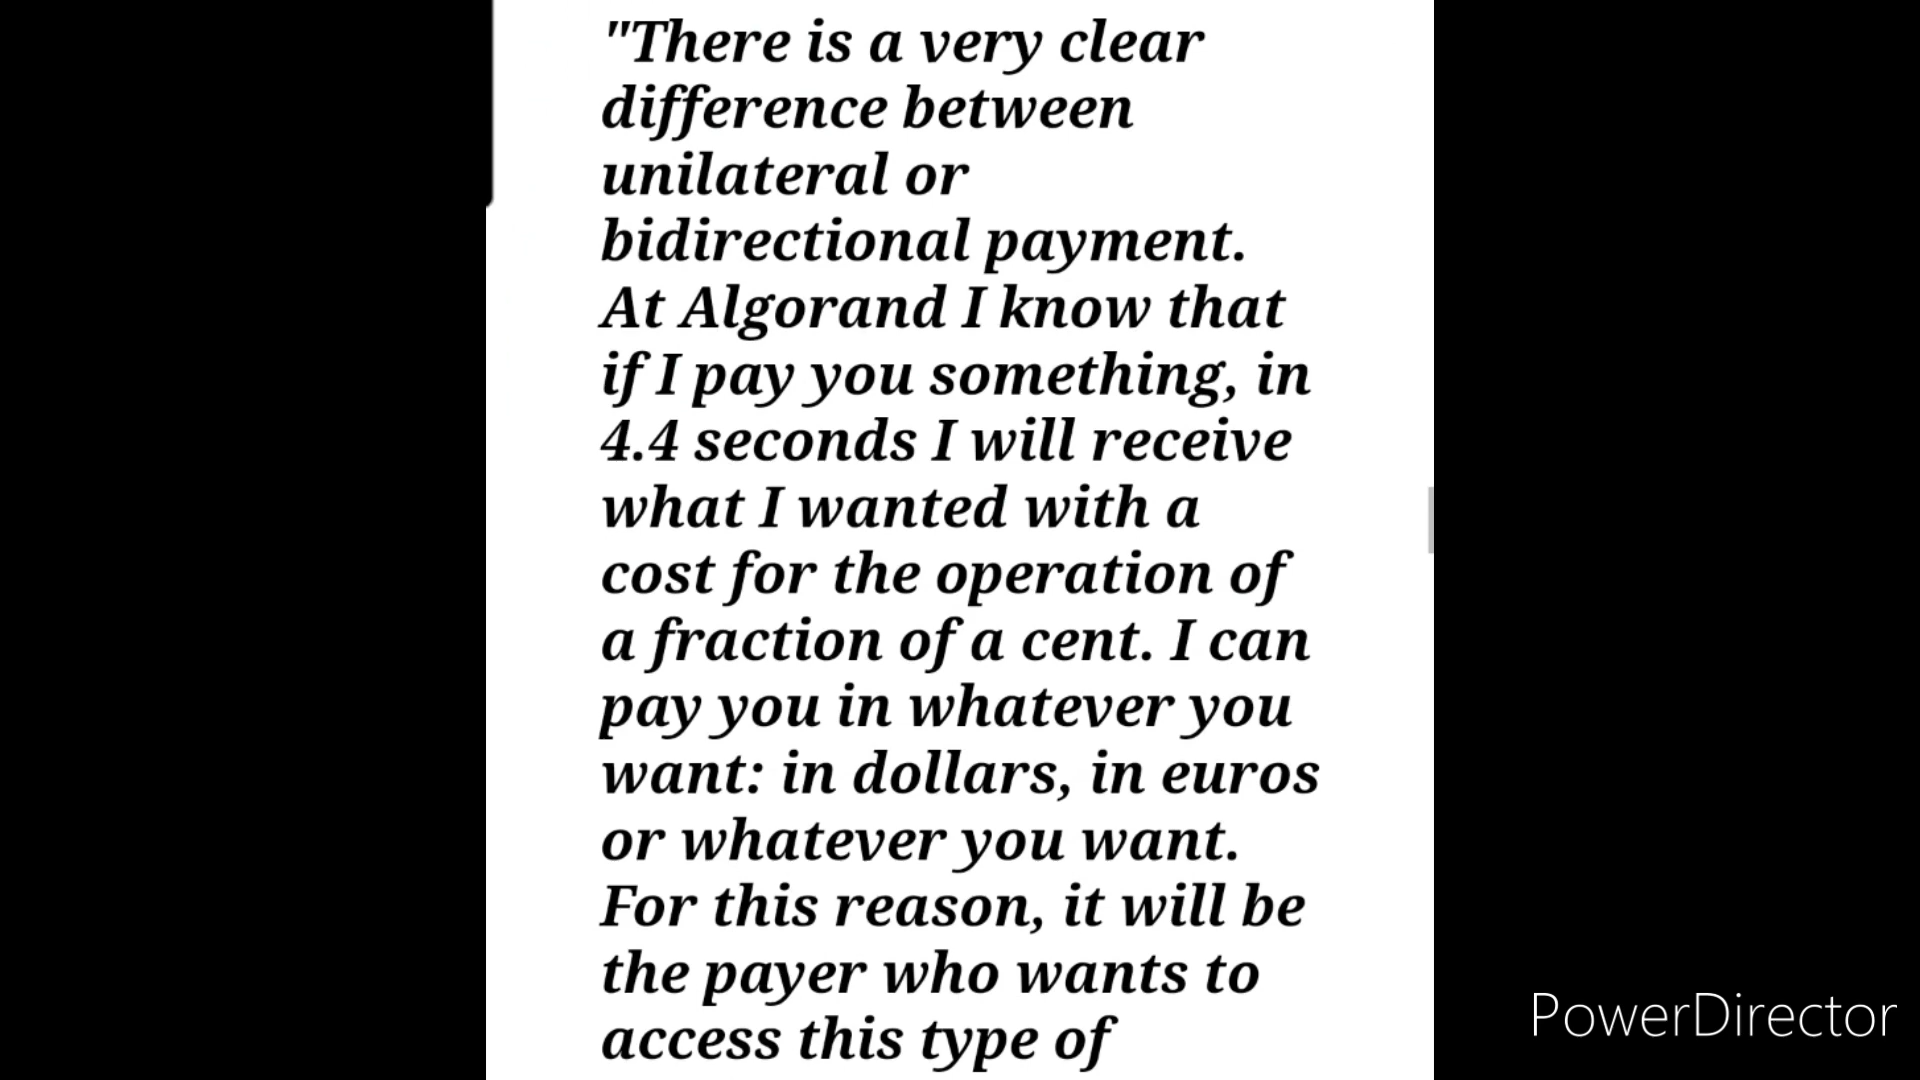 "There is a very clear
difference between
unilateral or
bidirectional payment.
At Algorand I know that
if I pay you something, in
4.4 seconds I will receive
what I wanted with a
cost for the operation of
a fraction of a cent. I can
pay you in whatever you
want: in dollars, in euros
or whatever you want.
For this reason, it will be
the payer who wants to
access this type of
PowerDirector